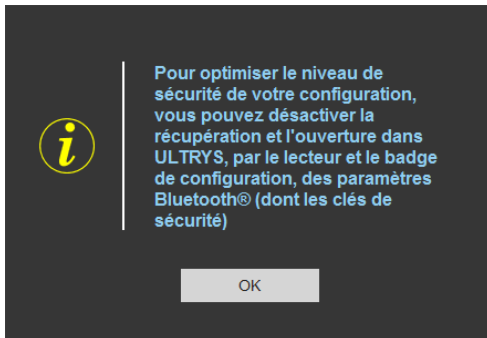 Pour optimiser le niveau de
sécurité de votre configuration,
vous pouvez désactiver la
récupération et l'ouverture dans
ULTRYS, par le lecteur et le badge
de configuration, des paramètres
Bluetooth® (dont les clés de
sécurité)
OK